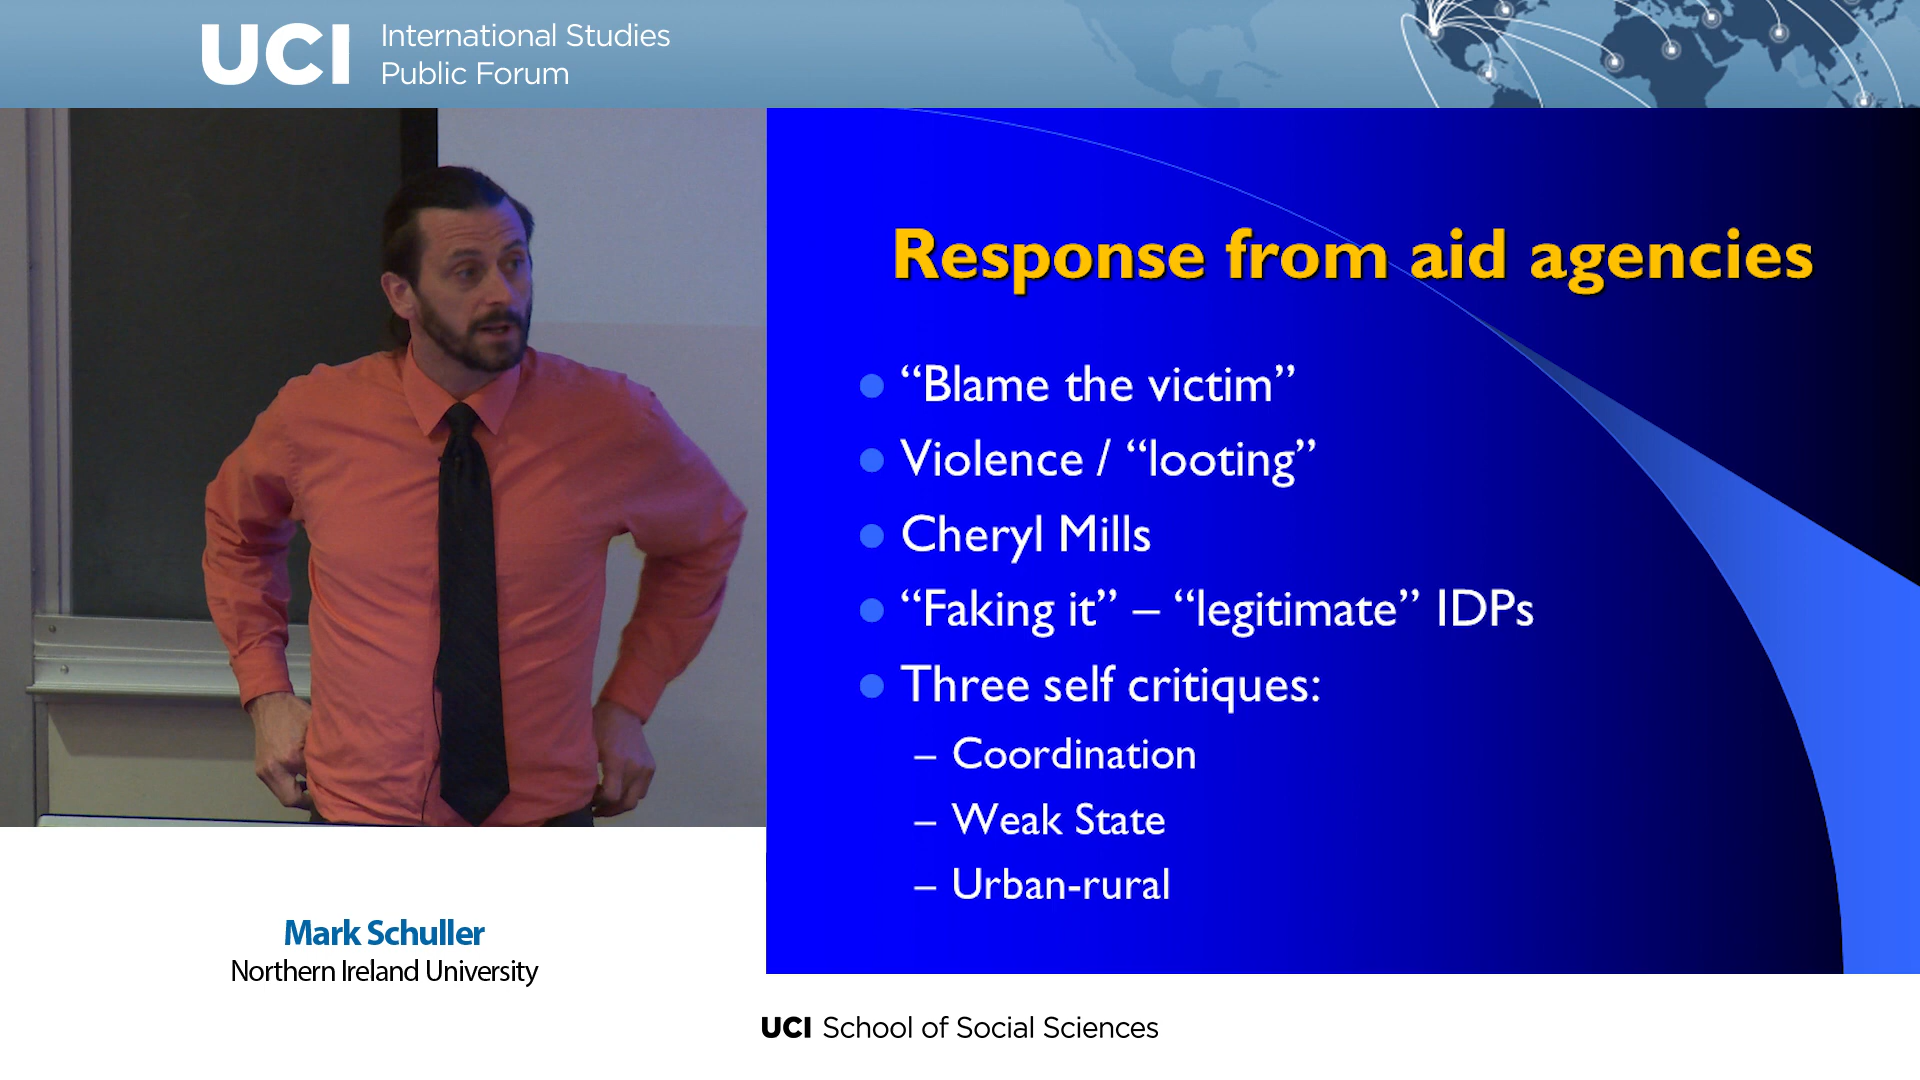 UCI International Studies
Public Forum
Response from aid agencies
“Blame the victim”
Violence / “looting”
Cheryl Mills
“Faking it” – “legitimate” IDPs
Three self critiques:
– Coordination
– Weak State
– Urban-rural
Mark Schuller
Northern Ireland University
UCI School of Social Sciences